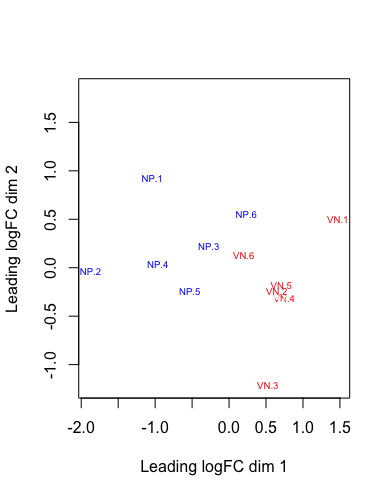 Leading logFC dim 2
1.5
1.0
0.5
0.0
-0.5
-1.0
NP.1
NP.6
VN.1
NP.3
VN.6
NP.4
NP.2
VN.5
NP.5
VN.2
VN.4
VN.3
-2.0 -1.0 0.0 0.5 1.0 1.5
Leading logFC dim 1